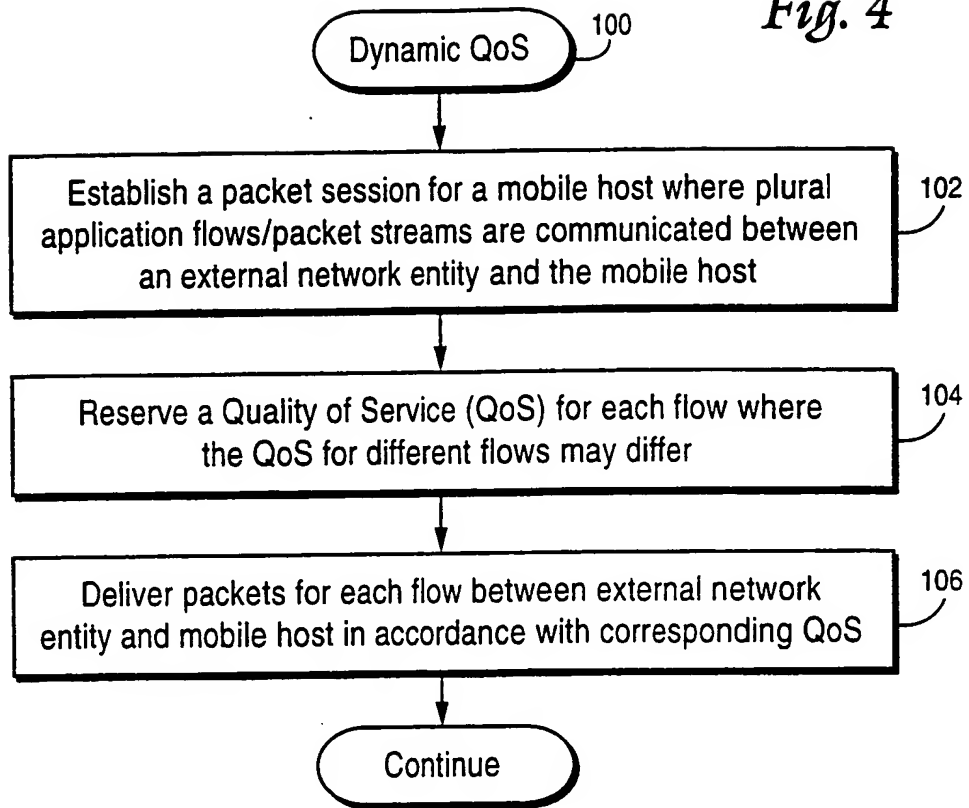 Fig. 4
Dynamic QoS
100
Establish a packet session for a mobile host where plural
application flows/packet streams are communicated between
an external network entity and the mobile host
102
Reserve a Quality of Service (QoS) for each flow where
the QoS for different flows may differ
104
Deliver packets for each flow between external network
entity and mobile host in accordance with corresponding QoS
106
Continue